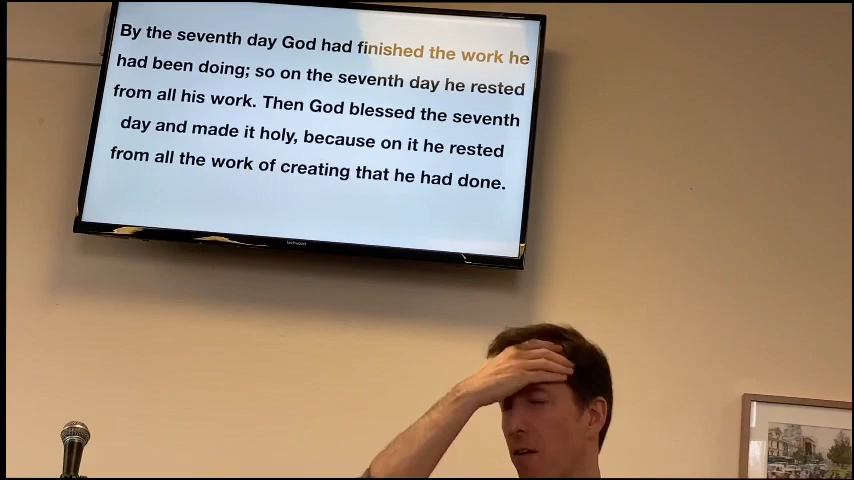 By the seventh day God had finished the work he
had been doing; so on the seventh day he rested
from all his work. Then God blessed the seventh
day and made it holy, because on it he rested
from all the work of creating that he had done.